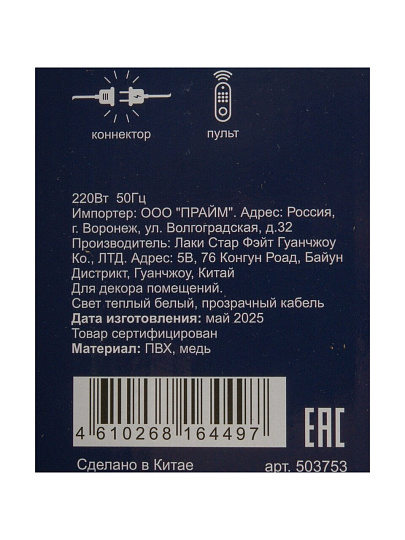 коннектор
пульт
220Вт 50Гц
Импортер: ООО "ПРАЙМ". Адрес: Россия,
г. Воронеж, ул. Волгоградская, д.32
Производитель: Лаки Стар Фэйт Гуанчжоу
Ко., ЛТД. Адрес: 5В, 76 Конгун Роад, Байун
Дистрикт, Гуанчжоу, Китай
Для декора помещений.
Свет теплый белый, прозрачный кабель
Дата изготовления: май 2025
Товар сертифицирован
Материал: ПВХ, медь
4 610268 164497
EAC
Сделано в Китае
арт. 503753